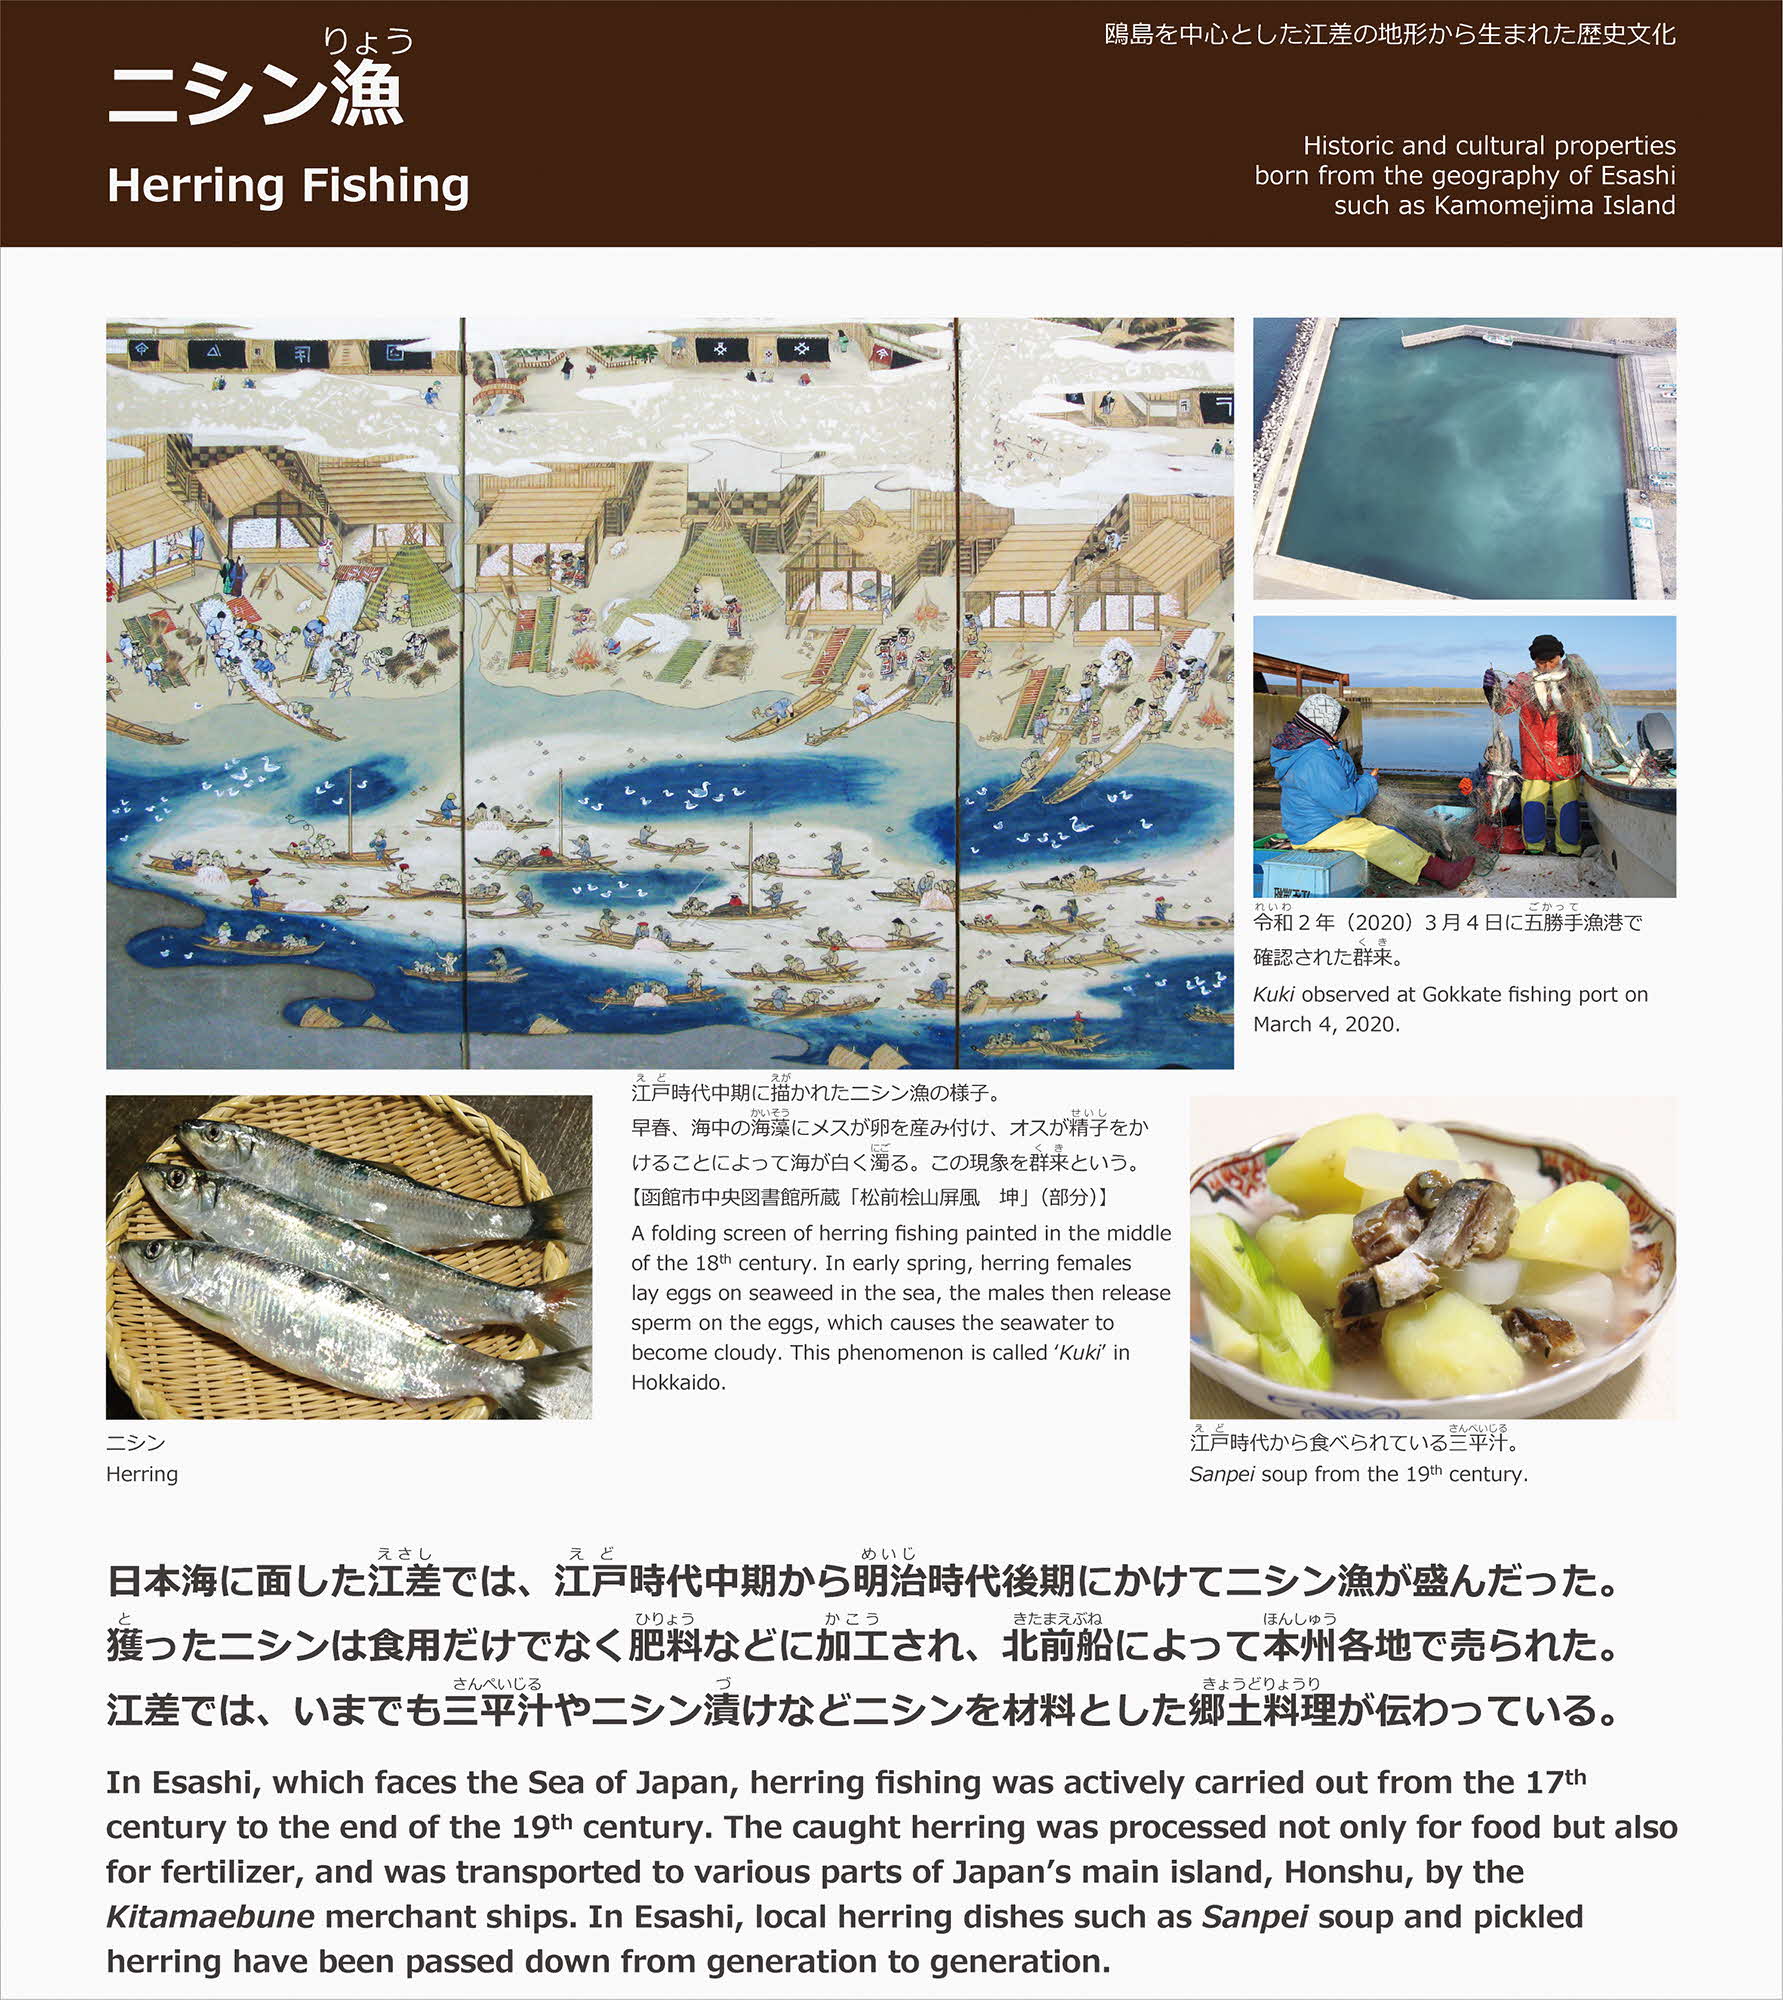 りょう
ニシン漁
Herring Fishing
鴎島を中心とした江差の地形から生まれた歴史文化
Historic and cultural properties
born from the geography of Esashi
such as Kamomejima Island
れいわ ごかって
令和2年（2020）3月4日に五勝手漁港で
くき
確認された群来。
Kuki observed at Gokkate fishing port on
March 4, 2020.
えど えが
江戸時代中期に描かれたニシン漁の様子。
かいそう せいし
早春、海中の海藻にメスが卵を産み付け、オスが精子をか
にご くき
けることによって海が白く濁る。この現象を群来という。
【函館市中央図書館所蔵「松前桧山屏風　坤」（部分）】
A folding screen of herring fishing painted in the middle
of the 18th century. In early spring, herring females
lay eggs on seaweed in the sea, the males then release
sperm on the eggs, which causes the seawater to
become cloudy. This phenomenon is called ‘Kuki’ in
Hokkaido.
ニシン
Herring
えど さんぺいじる
江戸時代から食べられている三平汁。
Sanpei soup from the 19th century.
えさし えど めいじ
日本海に面した江差では、江戸時代中期から明治時代後期にかけてニシン漁が盛んだった。
と ひりょう かこう きたまえぶね ほんしゅう
獲ったニシンは食用だけでなく肥料などに加工され、北前船によって本州各地で売られた。
さんぺいじる づ きょうどりょうり
江差では、いまでも三平汁やニシン漬けなどニシンを材料とした郷土料理が伝わっている。
In Esashi, which faces the Sea of Japan, herring fishing was actively carried out from the 17th
century to the end of the 19th century. The caught herring was processed not only for food but also
for fertilizer, and was transported to various parts of Japan’s main island, Honshu, by the
Kitamaebune merchant ships. In Esashi, local herring dishes such as Sanpei soup and pickled
herring have been passed down from generation to generation.